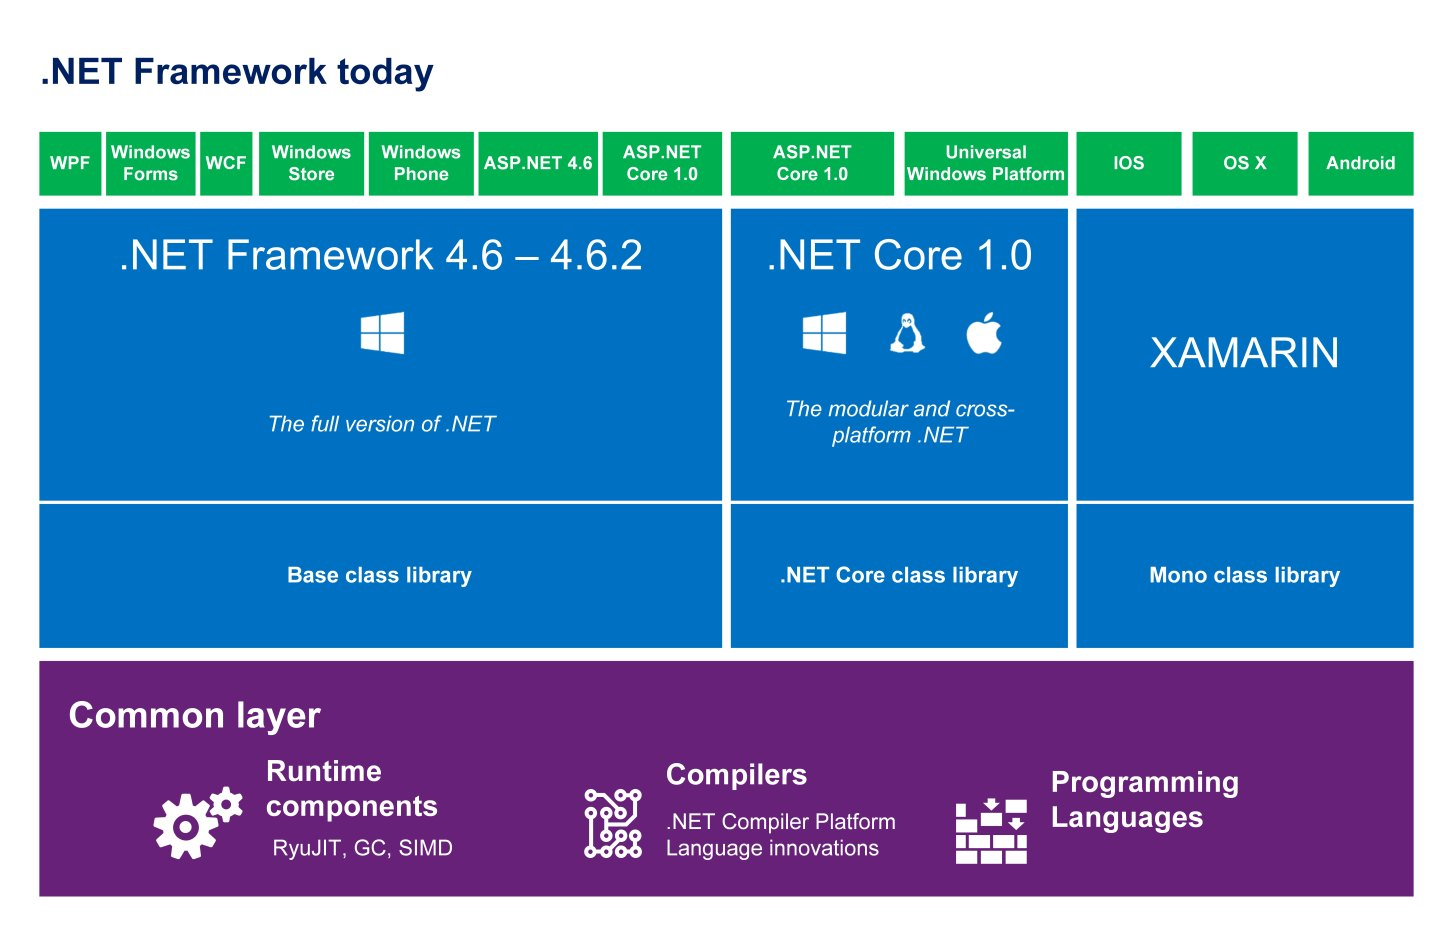 .NET Framework today
WPF
Windows
Forms
WCF
Windows
Store
Windows
Phone
ASP.NET 4.6
ASP.NET
Core 1.0
ASP.NET
Core 1.0
Universal
Windows Platform
IOS
OS X
Android
.NET Framework 4.6 – 4.6.2
The full version of .NET
.NET Core 1.0
The modular and cross-
platform .NET
XAMARIN
Base class library
.NET Core class library
Mono class library
Common layer
Runtime
components
RyuJIT, GC, SIMD
Compilers
.NET Compiler Platform
Language innovations
Programming
Languages